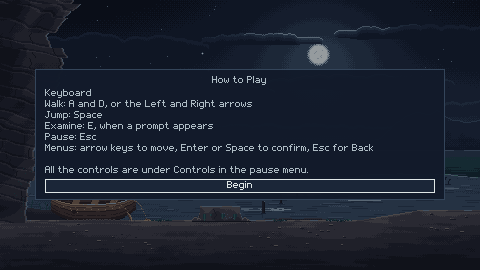 How to Play
Keyboard
Walk: A and D, or the Left and Right arrows
Jump: Space
Examine: E, when a prompt appears
Pause: Esc
Menus: arrow keys to move, Enter or Space to confirm, Esc for Back
All the controls are under Controls in the pause menu.
Begin